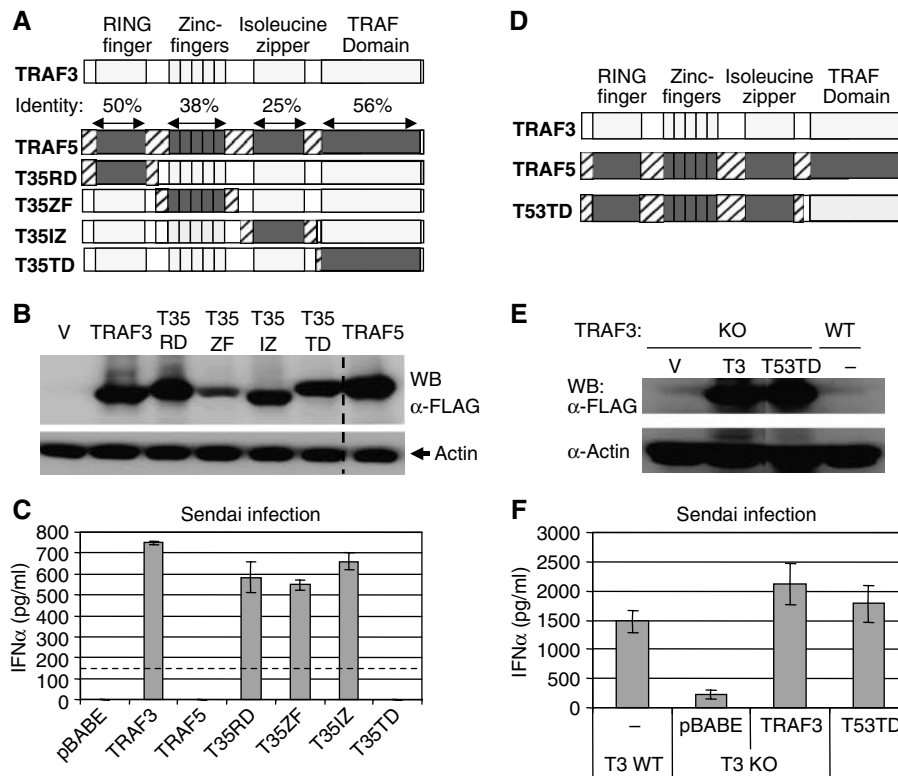 A
RING finger
Zinc-fingers
Isoleucine zipper
TRAF Domain
TRAF3
Identity: 50% 38% 25% 56%
TRAF5
T35RD
T35ZF
T35IZ
T35TD
B
V TRAF3 T35 RD T35 ZF T35 IZ T35 TD TRAF5
WB
α-FLAG
Actin
C
Sendai infection
IFNα (pg/ml)
800
700
600
500
400
300
200
100
0
pBABE
TRAF3
TRAF5
T35RD
T35ZF
T35IZ
T35TD
D
RING finger
Zinc-fingers
Isoleucine zipper
TRAF Domain
TRAF3
TRAF5
T53TD
E
TRAF3: KO WT
V T3 T53TD –
WB:
α-FLAG
α-Actin
F
Sendai infection
IFNα (pg/ml)
3000
2500
2000
1500
1000
500
0
– pBABE TRAF3 T53TD
T3 WT T3 KO